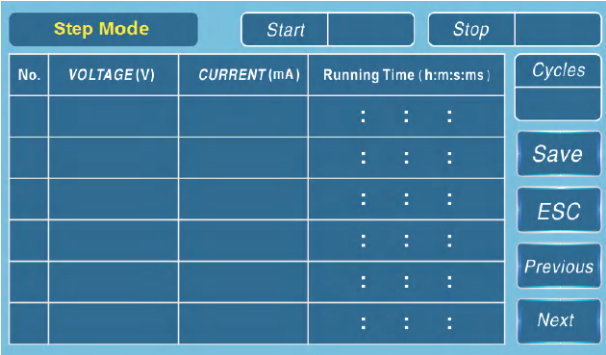 Step Mode Start Stop
No. VOLTAGE(V) CURRENT(mA) Running Time (h:m:s:ms) Cycles
: : :
: : :
Save
: : :
ESC
: : :
Previous
: : :
Next
: : :